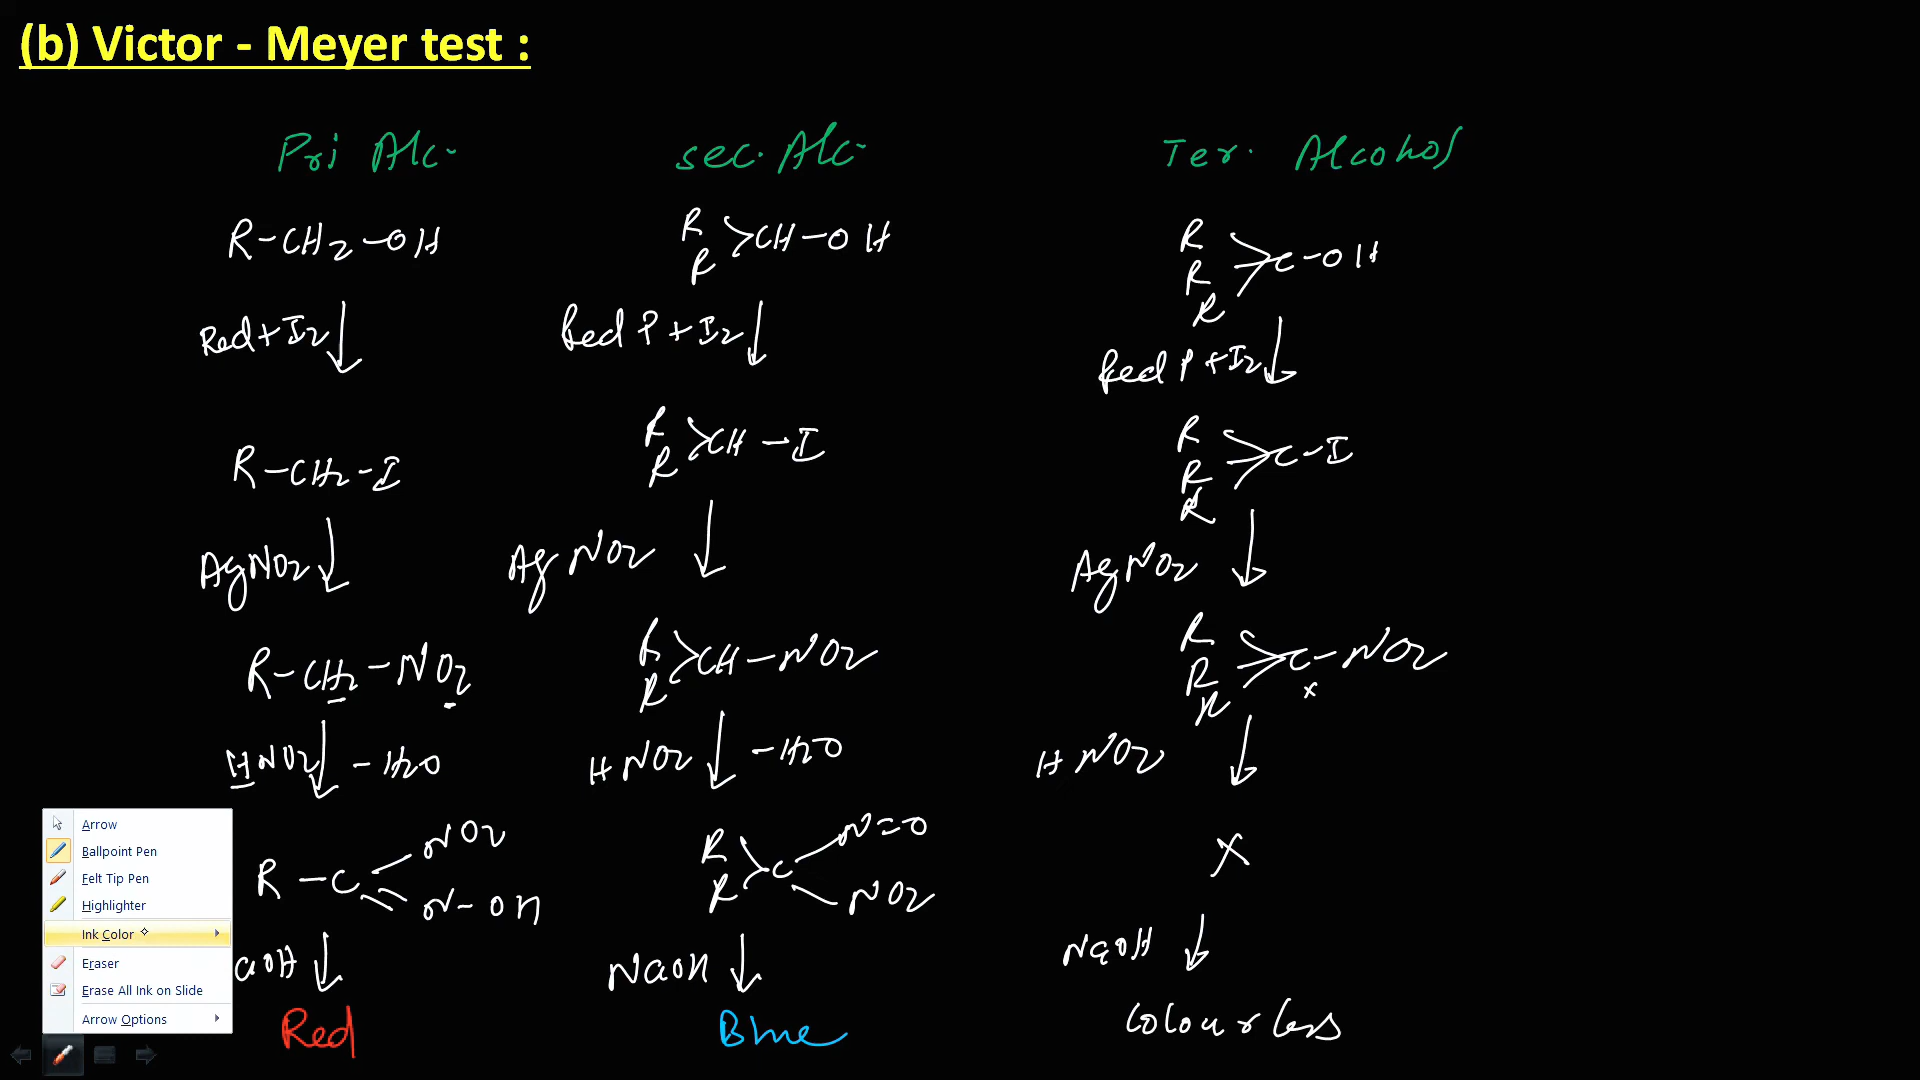 (b) Victor - Meyer test :
Pri Alc-
R-CH2-OH
Red+I2
R-CH2-I
AgNO2
R-CH2-NO2
HNO2 -H2O
R-C
NO2
N-OH
aOH
Red
sec. Alc-
R
R
CH-OH
Red P+I2
R
R
CH-I
AgNO2
R
R
CH-NO2
HNO2 -H2O
R
R
C
N=O
NO2
NaOH
Blue
Ter. Alcohol
R
R
R
C-OH
Red P+I2
R
R
R
C-I
AgNO2
R
R
R
C-NO2
x
HNO2
X
NaOH
Colourless
Arrow
Ballpoint Pen
Felt Tip Pen
Highlighter
Ink Color
Eraser
Erase All Ink on Slide
Arrow Options